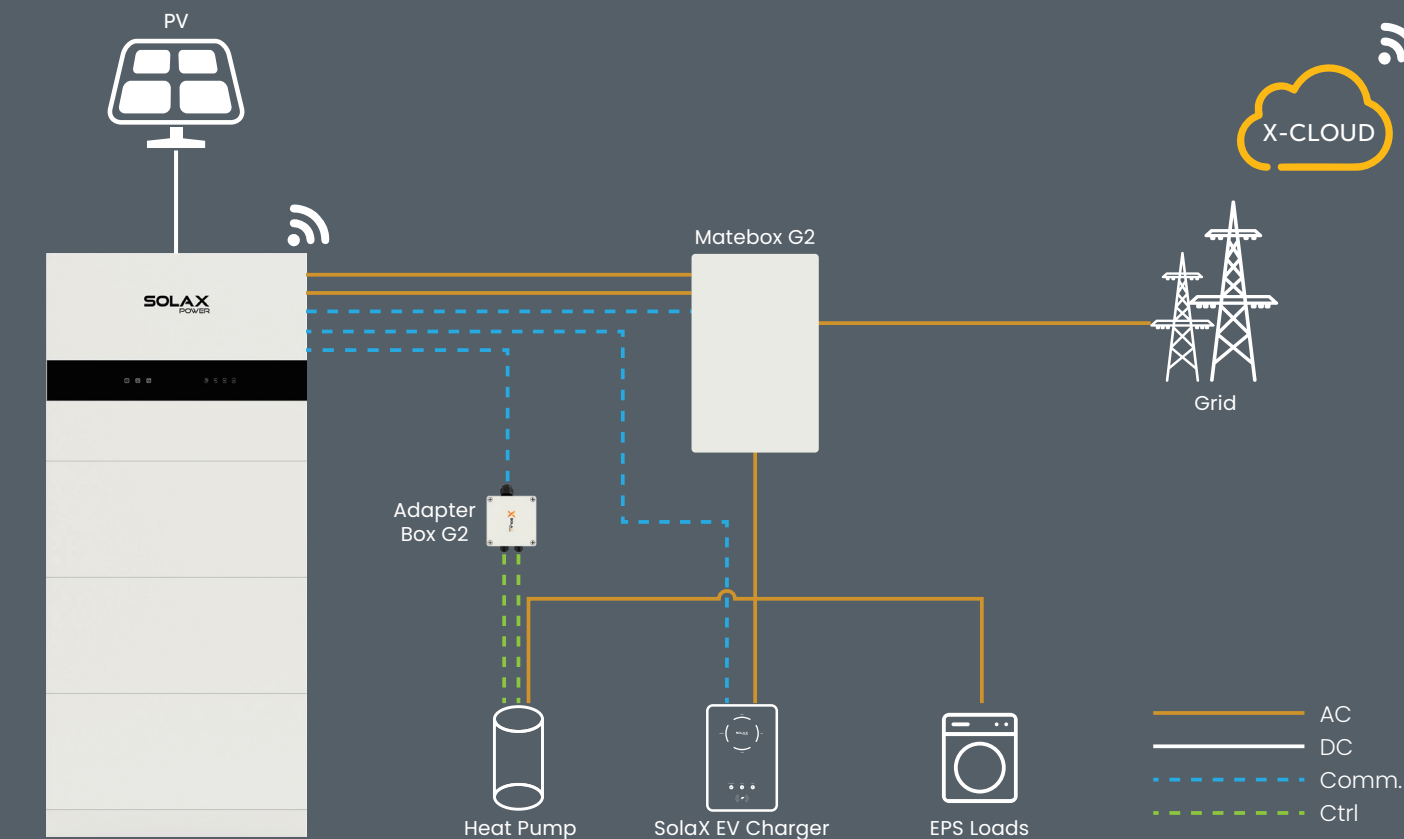 PV
X-CLOUD
SOLAX
POWER
Matebox G2
Grid
Adapter
Box G2
AC
DC
Comm.
Ctrl
Heat Pump
SolaX EV Charger
EPS Loads